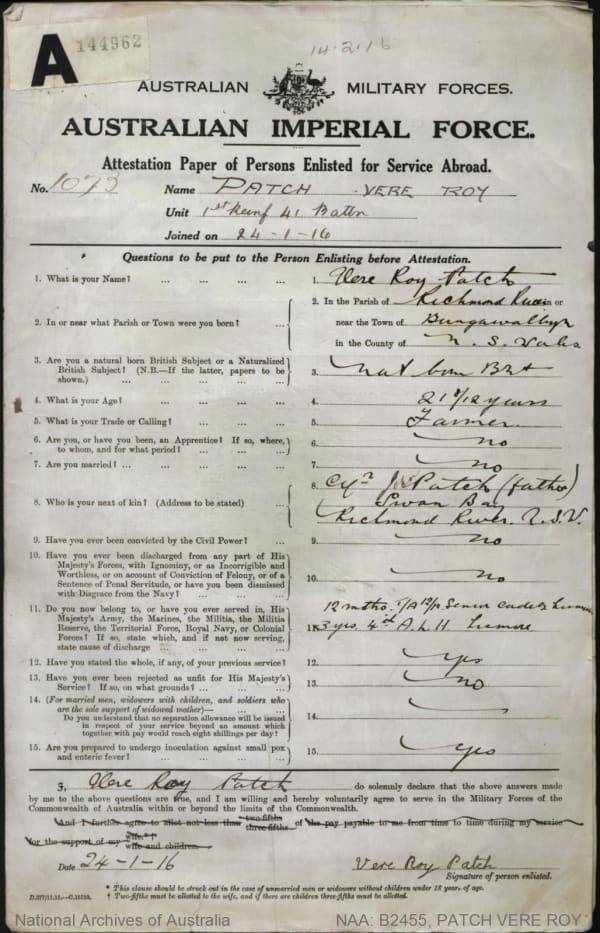 A
144962
14·2·16
AUSTRALIAN MILITARY FORCES.
AUSTRALIAN IMPERIAL FORCE.
Attestation Paper of Persons Enlisted for Service Abroad.
No. Name PATCH VERE ROY
Unit 1st Reinf 41 Battn
Joined on 24-1-16
Questions to be put to the Person Enlisting before Attestation.
1. What is your Name? ... ... ... ... 1. Vere Roy Patch
2. In or near what Parish or Town were you born? ... 2. In the Parish of Richmond River in or
near the Town of Bungawalbyn
in the County of N. S. Wales
3. Are you a natural born British Subject or a Naturalized
British Subject? (N.B.—If the latter, papers to be
shown.) ... ... ... ... 3. Nat born Brit
4. What is your Age? ... ... ... 4. 21 years
5. What is your Trade or Calling? ... ... ... 5. Farmer
6. Are you, or have you been, an Apprentice? If so, where,
to whom, and for what period? ... ... ... 6. no
7. Are you married? ... ... ... ... 7. no
8. Who is your next of kin? (Address to be stated) ... 8. Patch (father)
Swan Bay
Richmond River. N.S.W.
9. Have you ever been convicted by the Civil Power? ... 9. no
10. Have you ever been discharged from any part of His
Majesty's Forces, with Ignominy, or as Incorrigible and
Worthless, or on account of Conviction of Felony, or of a
Sentence of Penal Servitude, or have you been dismissed
with Disgrace from the Navy? ... ... ... 10. no
11. Do you now belong to, or have you ever served in, His
Majesty's Army, the Marines, the Militia, the Militia
Reserve, the Territorial Force, Royal Navy, or Colonial
Forces? If so, state which, and if not now serving,
state cause of discharge ... ... ... 11. 12 mths. Senior Cadets Lismore
3 yrs. 4th A. L. H. Lismore
12. Have you stated the whole, if any, of your previous service? 12. yes
13. Have you ever been rejected as unfit for His Majesty's
Service? If so, on what grounds? ... ... ... 13. no
14. (For married men, widowers with children, and soldiers who
are the sole support of widowed mother)— ... ...
Do you understand that no separation allowance will be issued
in respect of your service beyond an amount which
together with pay would reach eight shillings per day? 14.
15. Are you prepared to undergo inoculation against small pox
and enteric fever? ... ... ... ... 15. yes
I, Vere Roy Patch do solemnly declare that the above answers made
by me to the above questions are true, and I am willing and hereby voluntarily agree to serve in the Military Forces of the
Commonwealth of Australia within or beyond the limits of the Commonwealth.
And I further agree to allot not less than two-fifths three-fifths of the pay payable to me from time to time during my service
for the support of my wife.*† wife and children.
Date 24-1-16 Vere Roy Patch
Signature of person enlisted.
* This clause should be struck out in the case of unmarried men or widowers without children under 18 years of age.
† Two-fifths must be allotted to the wife, and if there are children three-fifths must be allotted.
National Archives of Australia NAA: B2455, PATCH VERE ROY